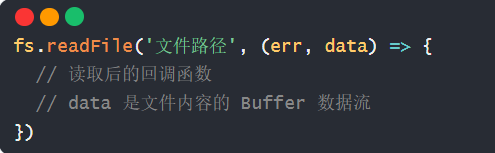 fs.readFile('文件路径', (err, data) => {
  // 读取后的回调函数
  // data 是文件内容的 Buffer 数据流
})